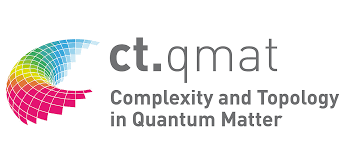 ct.qmat
Complexity and Topology
in Quantum Matter